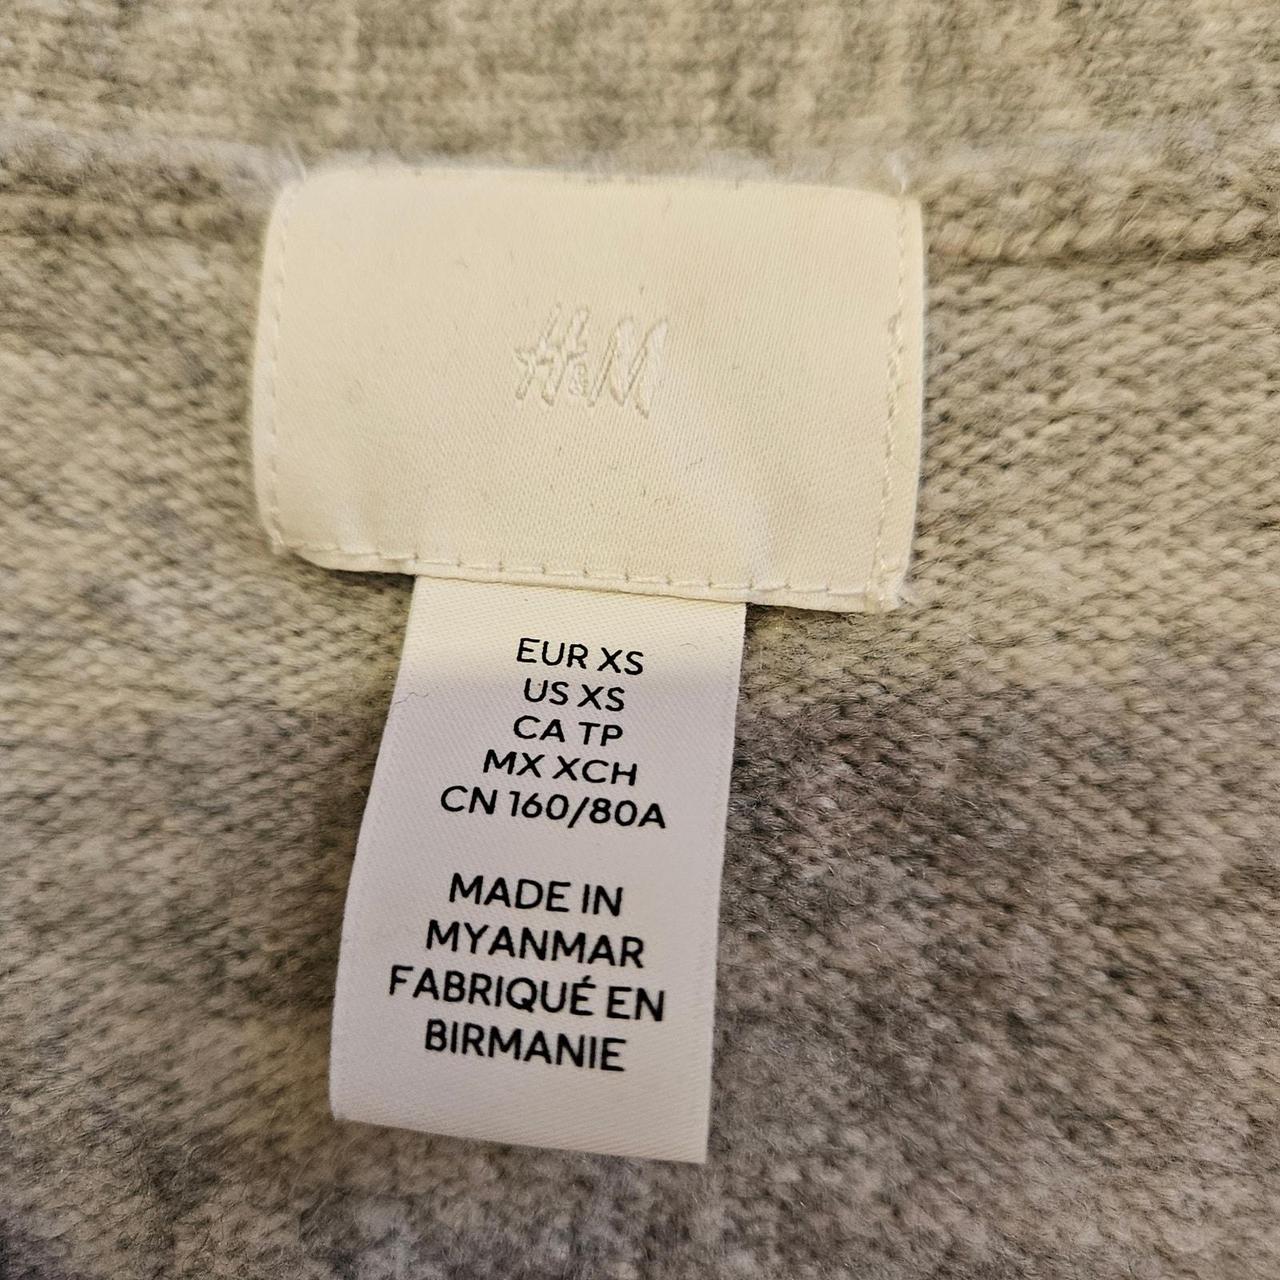 H&M
EUR XS
US XS
CA TP
MX XCH
CN 160/80A
MADE IN
MYANMAR
FABRIQUÉ EN
BIRMANIE